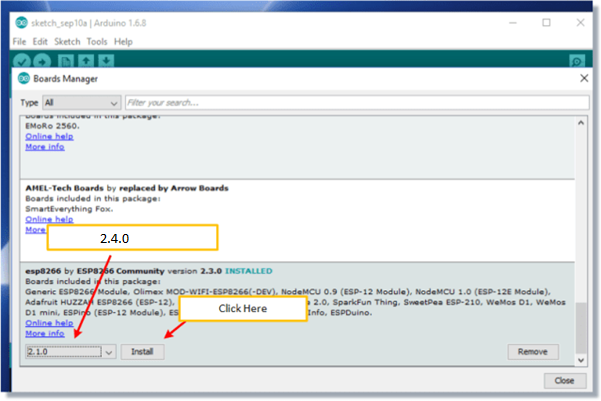 sketch_sep10a | Arduino 1.6.8
File Edit Sketch Tools Help
Boards Manager
Type All Filter your search...
Boards included in this package:
EMoRo 2560.
Online help
More info
AMEL-Tech Boards by replaced by Arrow Boards
Boards included in this package:
SmartEverything Fox.
Online help
More
2.4.0
esp8266 by ESP8266 Community version 2.3.0 INSTALLED
Boards included in this package:
Generic ESP8266 Module, Olimex MOD-WIFI-ESP8266(-DEV), NodeMCU 0.9 (ESP-12 Module), NodeMCU 1.0 (ESP-12E Module),
Adafruit HUZZAH ESP8266 (ESP-12), 2.0, SparkFun Thing, SweetPea ESP-210, WeMos D1, WeMos
D1 mini, ESPino (ESP-12 Module), ES Info, ESPDuino.
Click Here
Online help
More info
2.1.0 Install Remove
Close